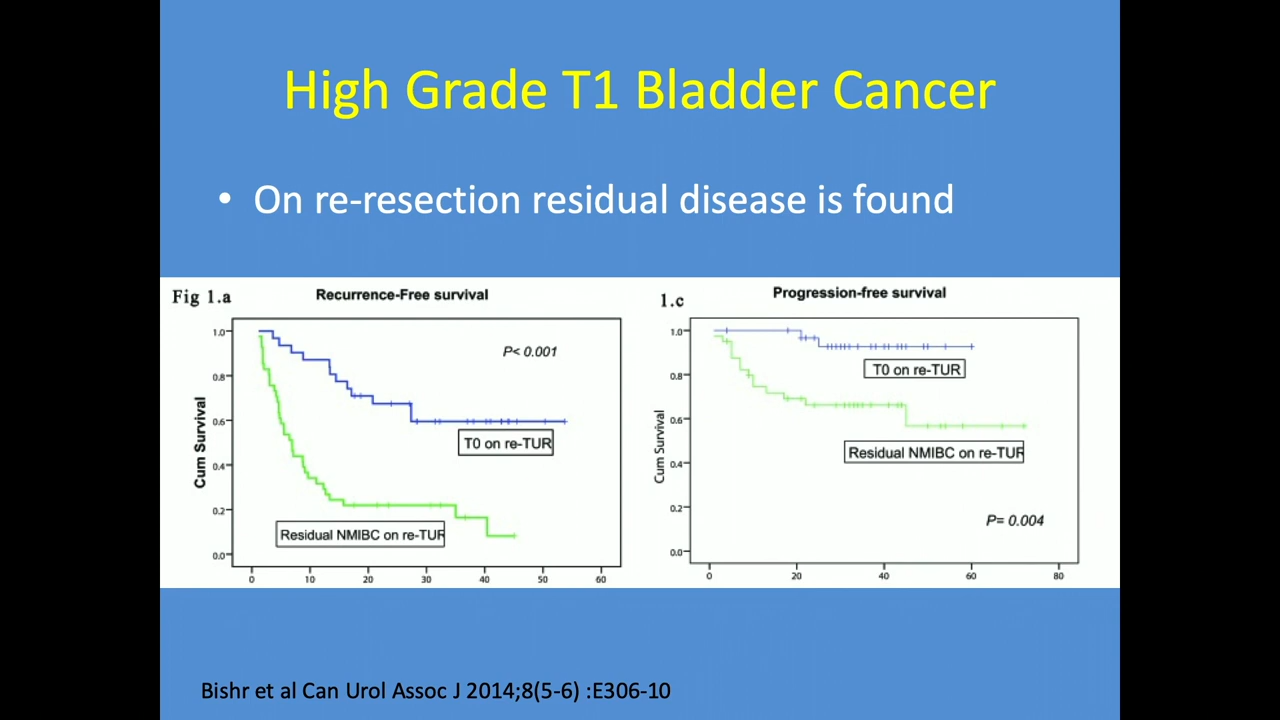 High Grade T1 Bladder Cancer
• On re-resection residual disease is found
Fig 1.a
Recurrence-Free survival
Cum Survival
1.0
0.8
0.6
0.4
0.2
0.0
P< 0.001
T0 on re-TUR
Residual NMIBC on re-TUR
0 10 20 30 40 50 60
1.c
Progression-free survival
Cum Survival
1.0
0.8
0.6
0.4
0.2
0.0
T0 on re-TUR
Residual NMIBC on re-TUR
P= 0.004
0 20 40 60 80
Bishr et al Can Urol Assoc J 2014;8(5-6) :E306-10